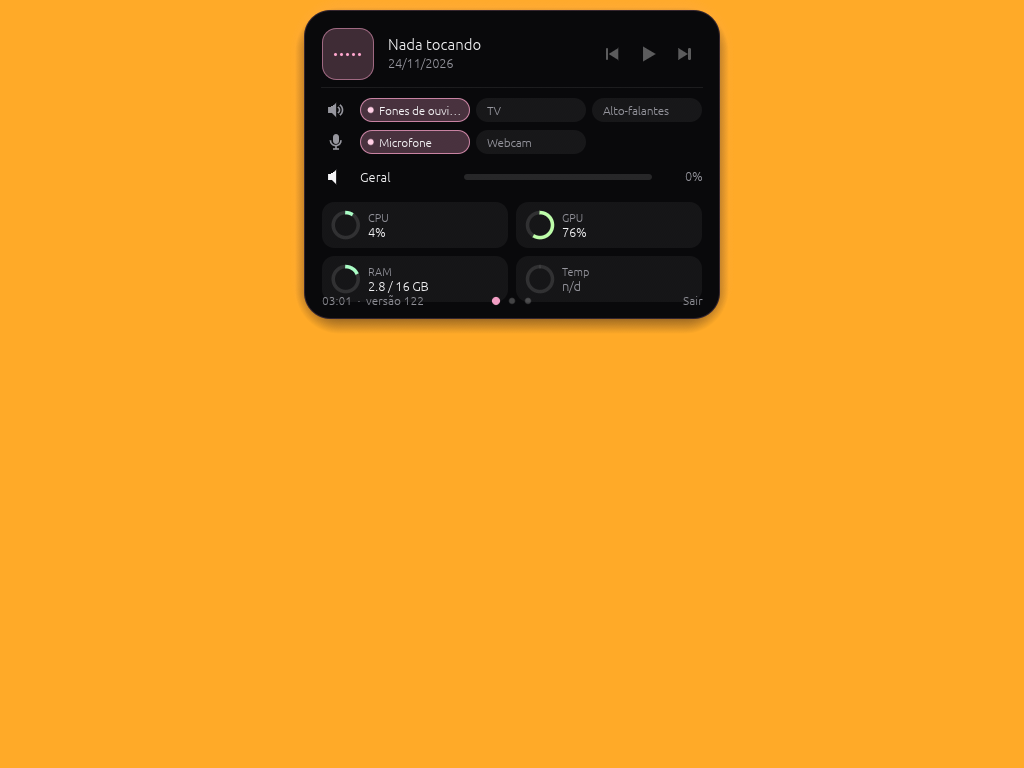 Nada tocando
24/11/2026
Fones de ouvi... TV Alto-falantes
Microfone Webcam
Geral 0%
CPU
4%
GPU
76%
RAM
2.8 / 16 GB
Temp
n/d
03:01 · versão 122 Sair